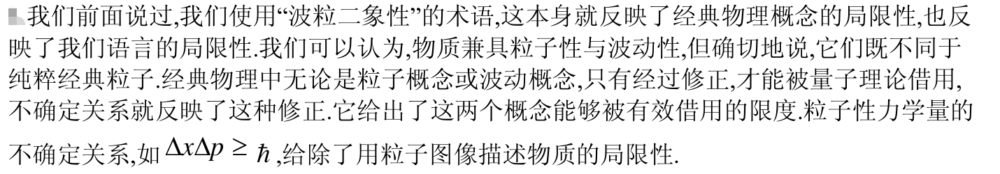 我们前面说过,我们使用“波粒二象性”的术语,这本身就反映了经典物理概念的局限性,也反
映了我们语言的局限性.我们可以认为,物质兼具粒子性与波动性,但确切地说,它们既不同于
纯粹经典粒子.经典物理中无论是粒子概念或波动概念,只有经过修正,才能被量子理论借用,
不确定关系就反映了这种修正.它给出了这两个概念能够被有效借用的限度.粒子性力学量的
不确定关系,如 ΔxΔp ≥ ℏ ,给除了用粒子图像描述物质的局限性.